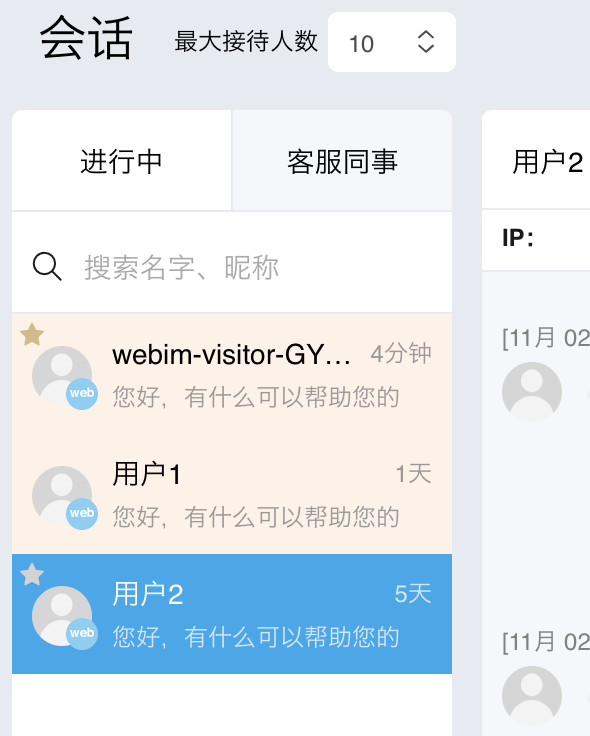 会话
最大接待人数 10
进行中 客服同事
搜索名字、昵称
webim-visitor-GY... 4分钟
您好，有什么可以帮助您的
web
用户1 1天
您好，有什么可以帮助您的
web
用户2 5天
您好，有什么可以帮助您的
web
用户2
IP：
[11月 02
[11月 02